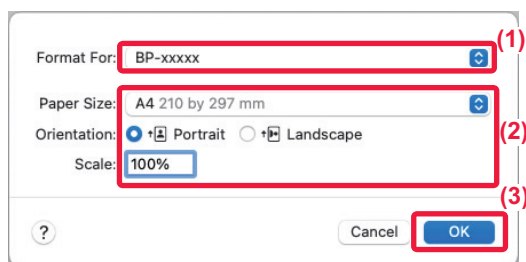 (1)
Format For: BP-xxxxx
Paper Size: A4 210 by 297 mm
Orientation: Portrait Landscape
(2)
Scale: 100%
(3)
? Cancel OK